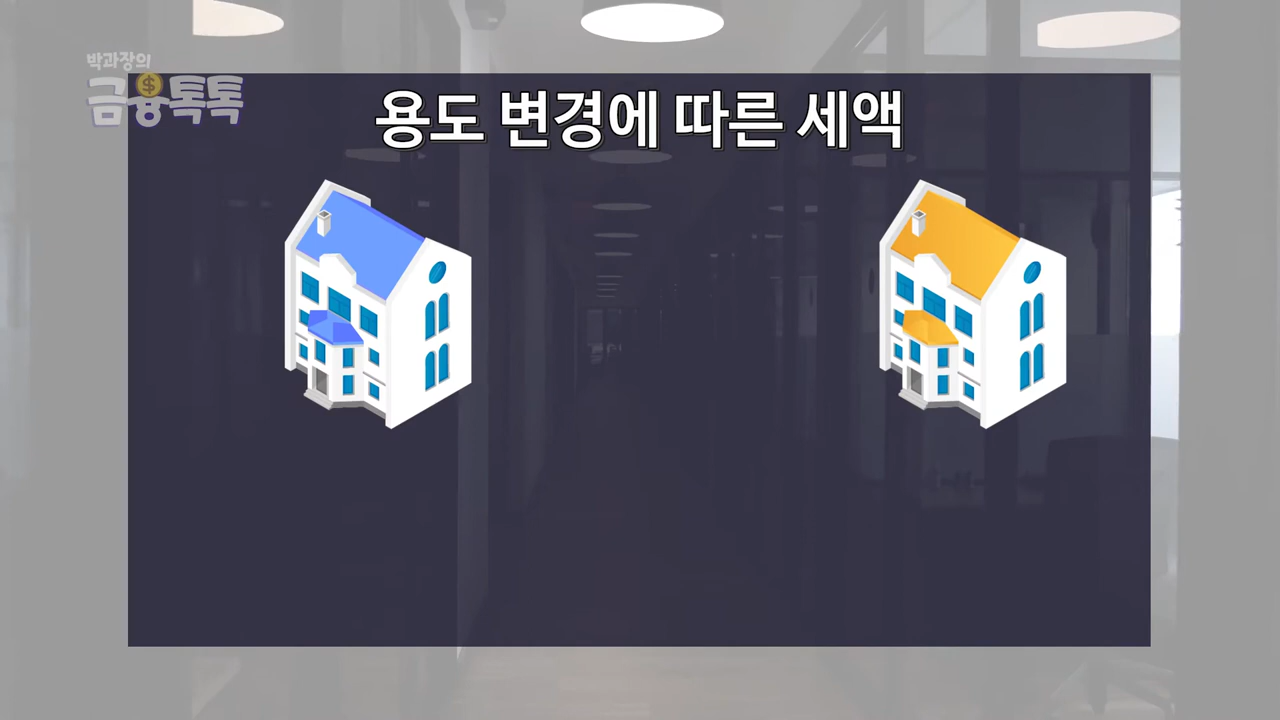 박과장의
금융톡톡
용도 변경에 따른 세액